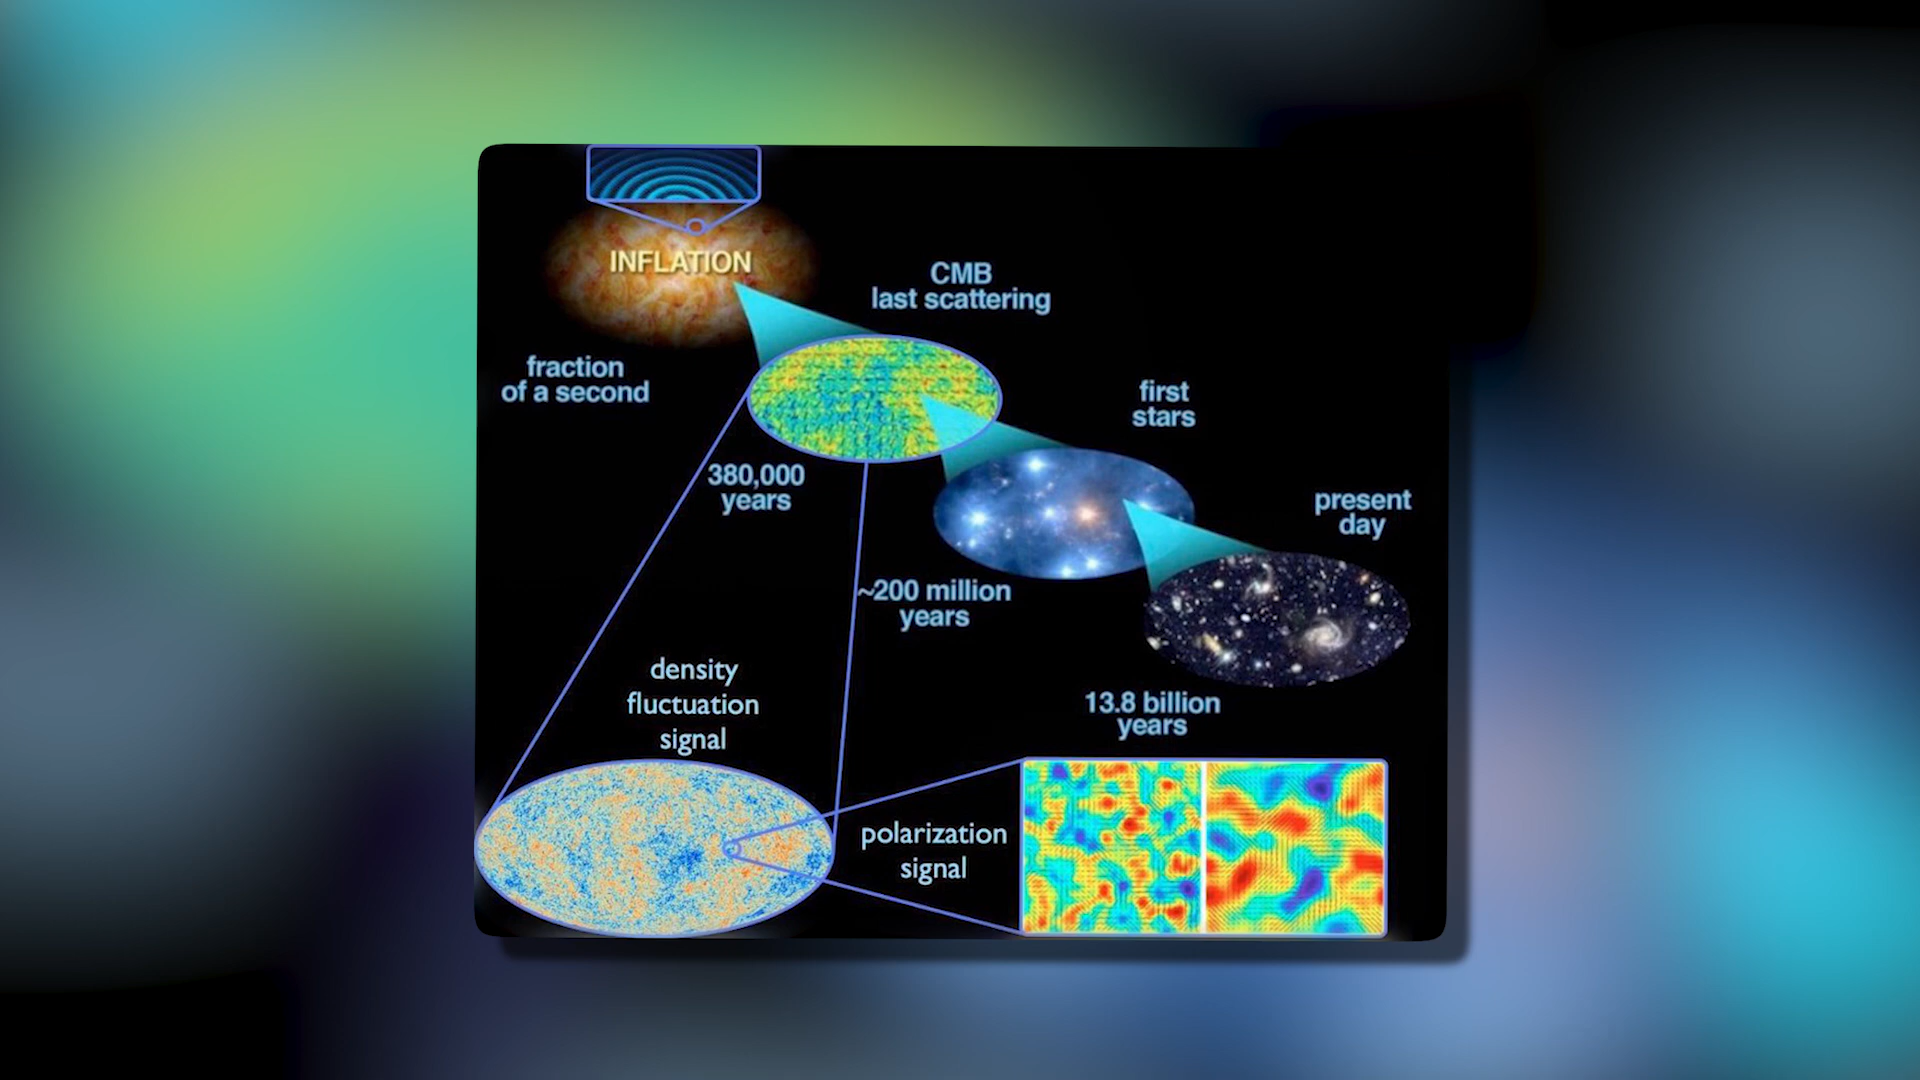 INFLATION
CMB
last scattering
fraction
of a second
first
stars
380,000
years
present
day
~200 million
years
density
fluctuation
signal
13.8 billion
years
polarization
signal